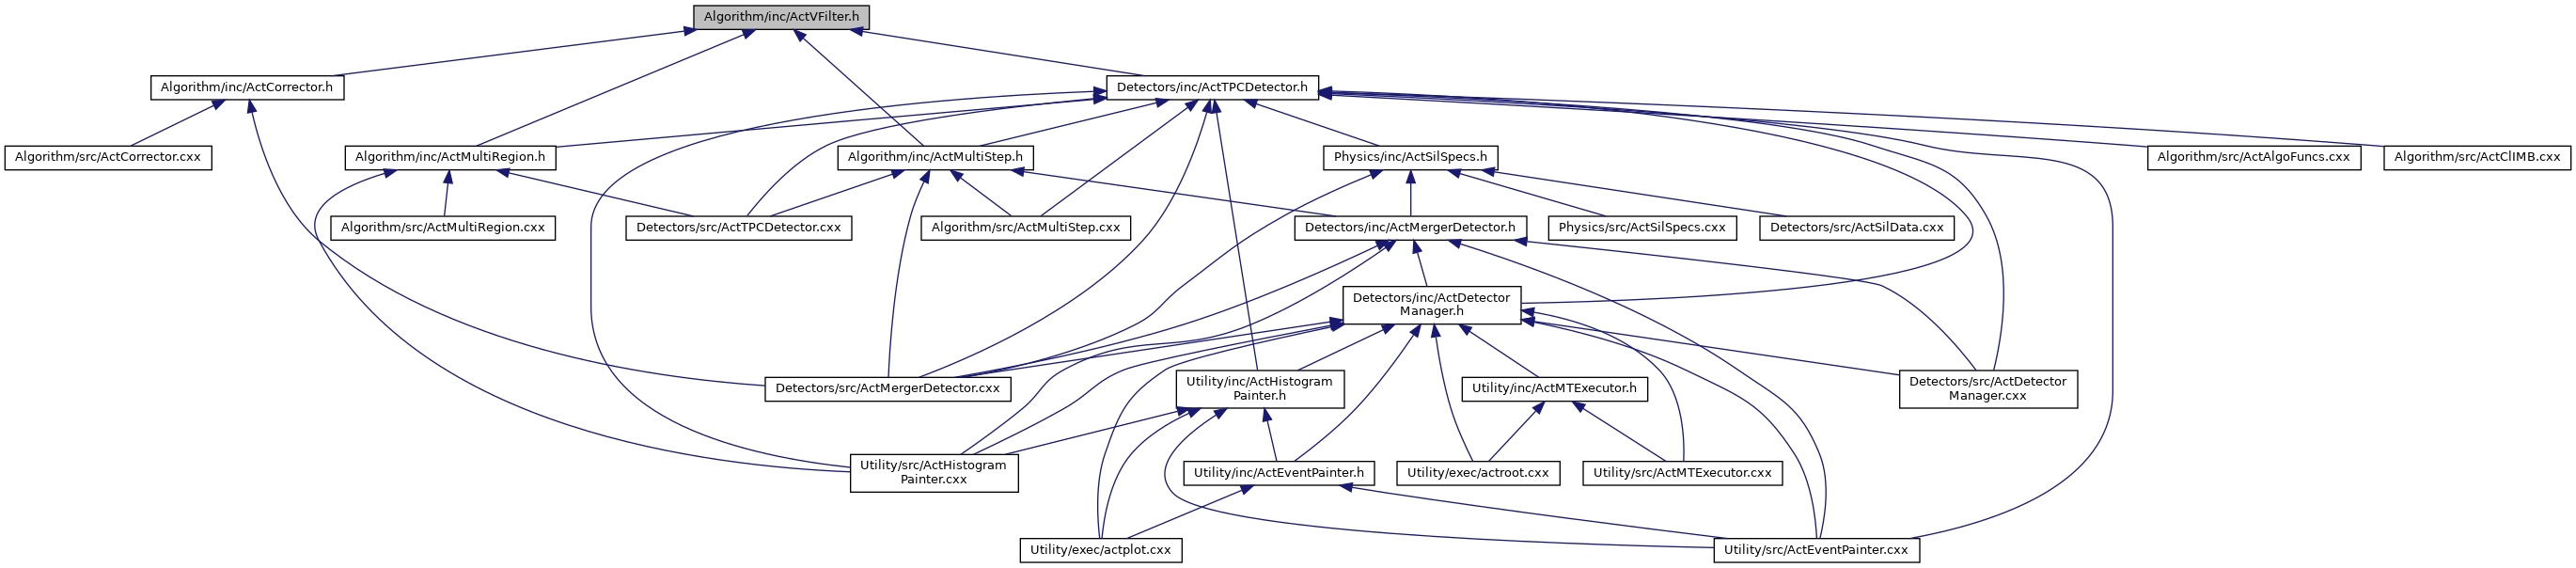 Algorithm/inc/ActVFilter.h
Algorithm/inc/ActCorrector.h
Detectors/inc/ActTPCDetector.h
Algorithm/src/ActCorrector.cxx
Algorithm/inc/ActMultiRegion.h
Algorithm/inc/ActMultiStep.h
Physics/inc/ActSilSpecs.h
Algorithm/src/ActAlgoFuncs.cxx
Algorithm/src/ActClIMB.cxx
Algorithm/src/ActMultiRegion.cxx
Detectors/src/ActTPCDetector.cxx
Algorithm/src/ActMultiStep.cxx
Detectors/inc/ActMergerDetector.h
Physics/src/ActSilSpecs.cxx
Detectors/src/ActSilData.cxx
Detectors/inc/ActDetector
Manager.h
Detectors/src/ActMergerDetector.cxx
Utility/inc/ActHistogram
Painter.h
Utility/inc/ActMTExecutor.h
Detectors/src/ActDetector
Manager.cxx
Utility/src/ActHistogram
Painter.cxx
Utility/inc/ActEventPainter.h
Utility/exec/actroot.cxx
Utility/src/ActMTExecutor.cxx
Utility/exec/actplot.cxx
Utility/src/ActEventPainter.cxx